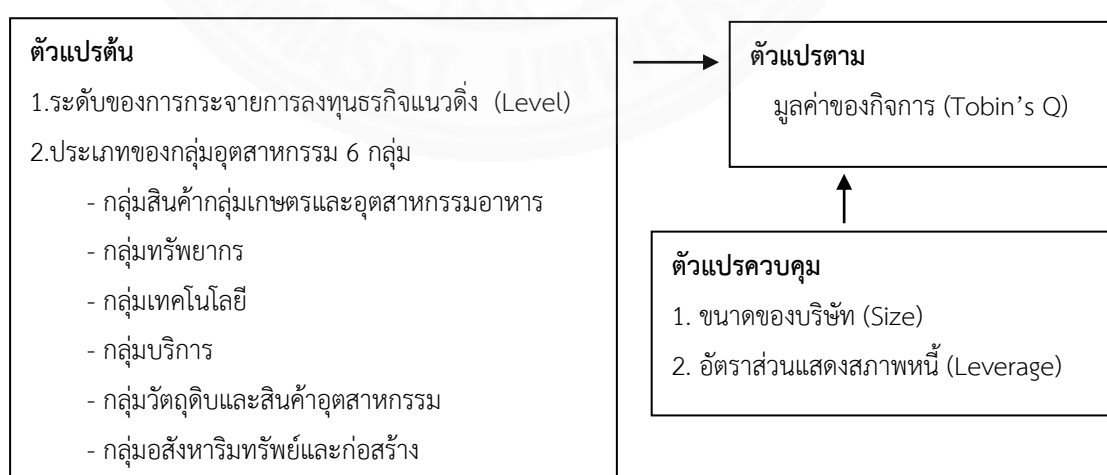 ตัวแปรต้น
1.ระดับของการกระจายการลงทุนธรกิจแนวดิ่ง (Level)
2.ประเภทของกลุ่มอุตสาหกรรม 6 กลุ่ม
- กลุ่มสินค้ากลุ่มเกษตรและอุตสาหกรรมอาหาร
- กลุ่มทรัพยากร
- กลุ่มเทคโนโลยี
- กลุ่มบริการ
- กลุ่มวัตถุดิบและสินค้าอุตสาหกรรม
- กลุ่มอสังหาริมทรัพย์และก่อสร้าง
ตัวแปรตาม
มูลค่าของกิจการ (Tobin's Q)
ตัวแปรควบคุม
1. ขนาดของบริษัท (Size)
2. อัตราส่วนแสดงสภาพหนี้ (Leverage)